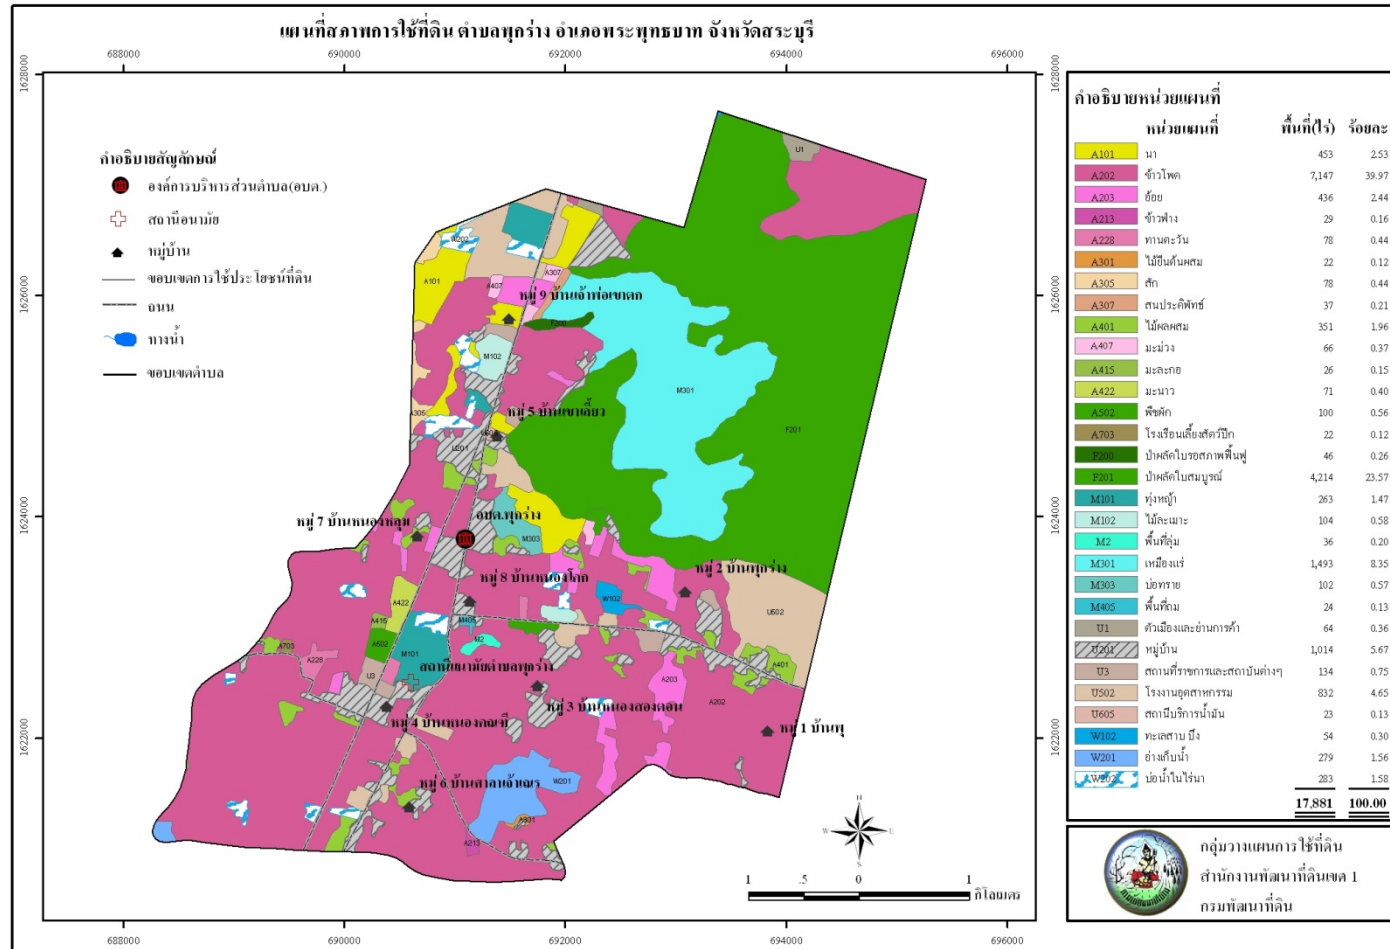 แผนที่สภาพการใช้ที่ดิน ตำบลพุกร่าง อำเภอพระพุทธบาท จังหวัดสระบุรี
688000 690000 692000 694000 696000
1628000 1628000
คำอธิบายสัญลักษณ์
องค์การบริหารส่วนตำบล(อบต.)
สถานีอนามัย
หมู่บ้าน
ขอบเขตการใช้ประโยชน์ที่ดิน
ถนน
ทางน้ำ
ขอบเขตตำบล
U1
A202
A101
A307
A407
1626000 1626000
หมู่ 9 บ้านเจ้าพ่อเขาตก
F200
M102
M301
A305
หมู่ 5 บ้านเขาเลี้ยว
U201
F201
1624000 1624000
อบต.พุกร่าง
หมู่ 7 บ้านหนองหลุม
M303
หมู่ 8 บ้านหนองโดก
หมู่ 2 บ้านพุกร่าง
W102
A422
U502
A415
M405
M2
A502
M101
A703
A228
สถานีอนามัยตำบลพุกร่าง
A401
U3
A203
A202
หมู่ 3 บ้านหนองสองตอน
หมู่ 4 บ้านหนองคณฑี
หมู่ 1 บ้านพุ
1622000 1622000
หมู่ 6 บ้านศาลาเจ้าเณร
W201
A301
A213
N
W E
S
1 .5 0 1
กิโลเมตร
688000 690000 692000 694000 696000
คำอธิบายหน่วยแผนที่
หน่วยแผนที่ พื้นที่(ไร่) ร้อยละ
A101 นา 453 2.53
A202 ข้าวโพด 7,147 39.97
A203 อ้อย 436 2.44
A213 ข้าวฟ่าง 29 0.16
A228 ทานตะวัน 78 0.44
A301 ไม้ยืนต้นผสม 22 0.12
A305 สัก 78 0.44
A307 สนประดิพัทธ์ 37 0.21
A401 ไม้ผลผสม 351 1.96
A407 มะม่วง 66 0.37
A415 มะละกอ 26 0.15
A422 มะนาว 71 0.40
A502 พืชผัก 100 0.56
A703 โรงเรือนเลี้ยงสัตว์ปีก 22 0.12
F200 ป่าผลัดใบรอสภาพฟื้นฟู 46 0.26
F201 ป่าผลัดใบสมบูรณ์ 4,214 23.57
M101 ทุ่งหญ้า 263 1.47
M102 ไม้ละเมาะ 104 0.58
M2 พื้นที่ลุ่ม 36 0.20
M301 เหมืองแร่ 1,493 8.35
M303 บ่อทราย 102 0.57
M405 พื้นที่ถม 24 0.13
U1 ตัวเมืองและย่านการค้า 64 0.36
U201 หมู่บ้าน 1,014 5.67
U3 สถานที่ราชการและสถาบันต่างๆ 134 0.75
U502 โรงงานอุตสาหกรรม 832 4.65
U605 สถานีบริการน้ำมัน 23 0.13
W102 ทะเลสาบ บึง 54 0.30
W201 อ่างเก็บน้ำ 279 1.56
W202 บ่อน้ำในไร่นา 283 1.58
17,881 100.00
กลุ่มวางแผนการใช้ที่ดิน
สำนักงานพัฒนาที่ดินเขต 1
กรมพัฒนาที่ดิน